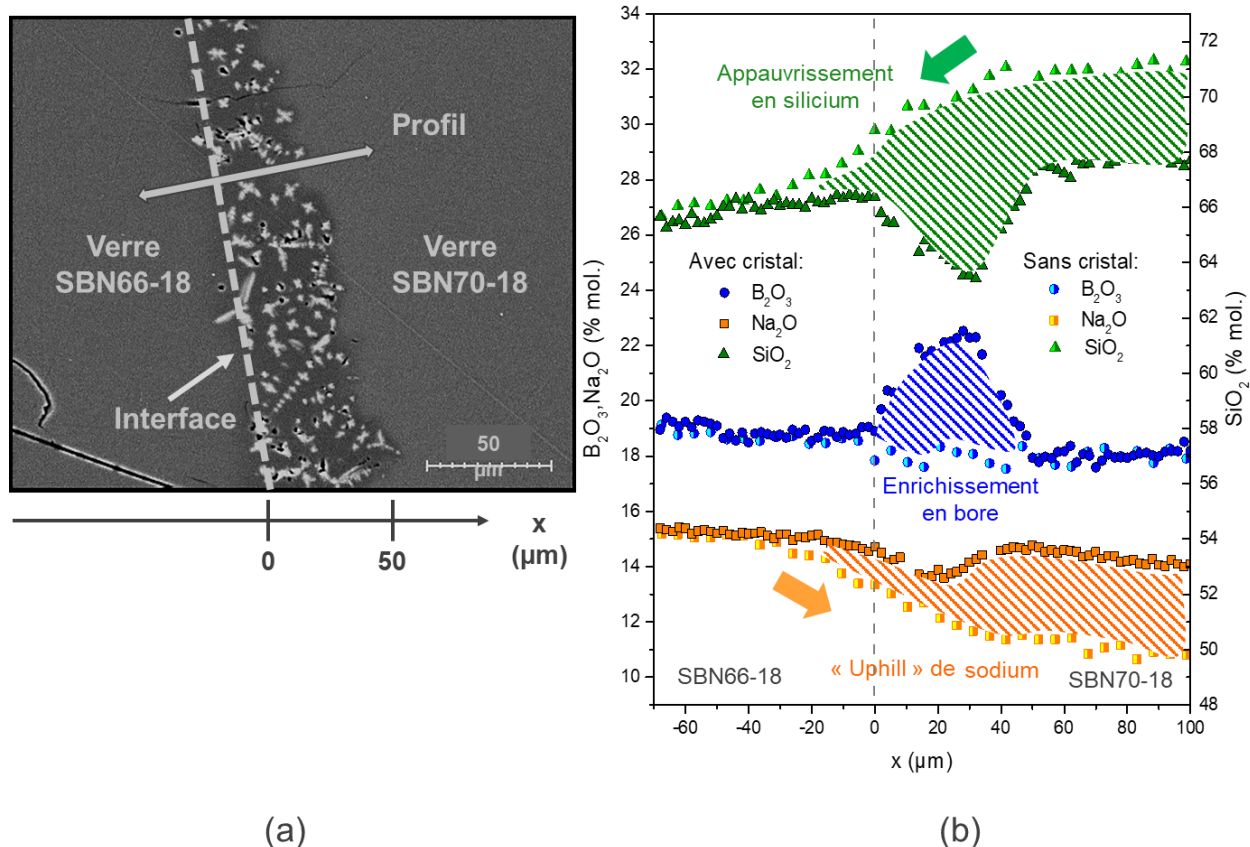 Profil
Verre
SBN66-18
Verre
SBN70-18
Interface
50
µm
0
50
x
(µm)
(a)
34
32
30
28
26
24
22
20
18
16
14
12
10
B₂O₃,Na₂O (% mol.)
72
70
68
66
64
62
60
58
56
54
52
50
48
SiO₂ (% mol.)
Appauvrissement
en silicium
Avec cristal:
B₂O₃
Na₂O
SiO₂
Sans cristal:
B₂O₃
Na₂O
SiO₂
Enrichissement
en bore
« Uphill » de sodium
SBN66-18
SBN70-18
-60 -40 -20 0 20 40 60 80 100
x (µm)
(b)